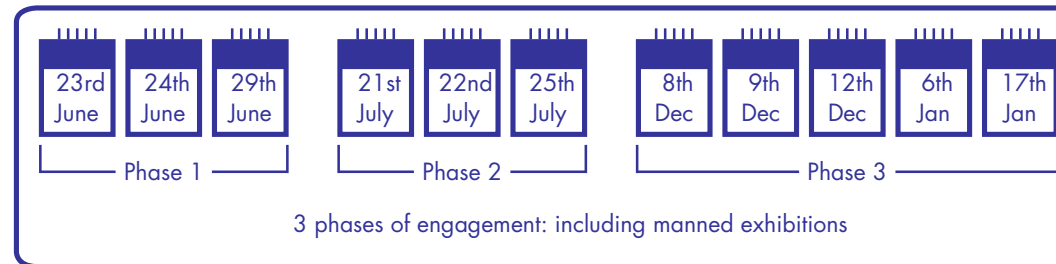 23rd June
24th June
29th June
21st July
22nd July
25th July
8th Dec
9th Dec
12th Dec
6th Jan
17th Jan
Phase 1
Phase 2
Phase 3
3 phases of engagement: including manned exhibitions